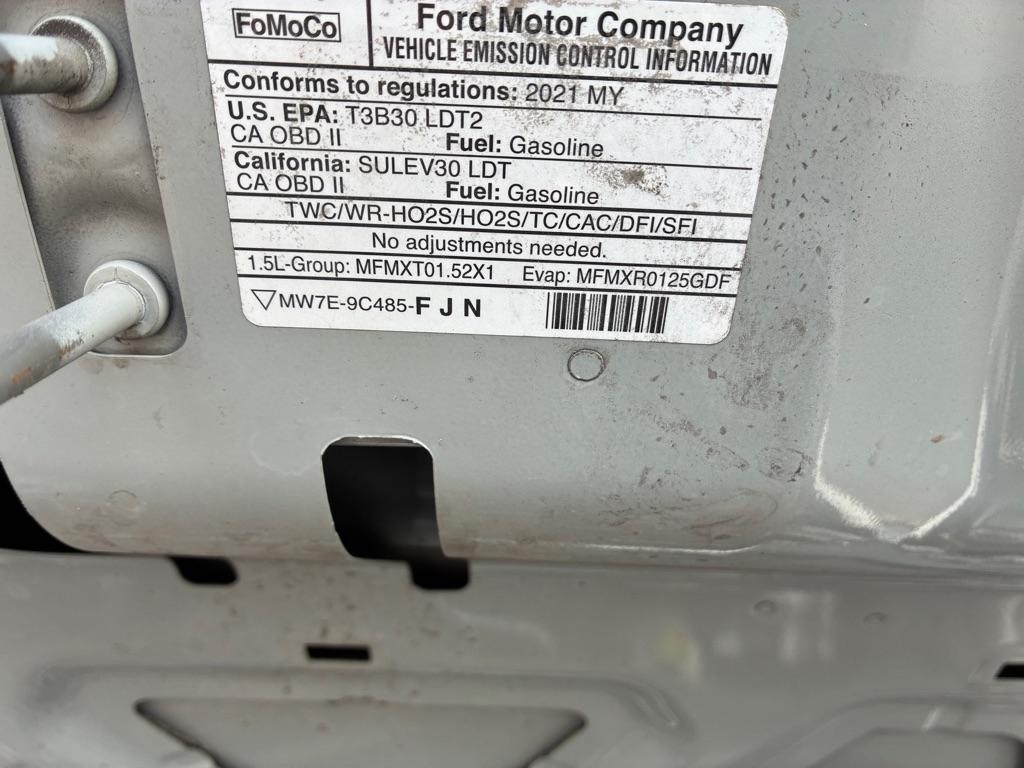 FoMoCo
Ford Motor Company
VEHICLE EMISSION CONTROL INFORMATION
Conforms to regulations: 2021 MY
U.S. EPA: T3B30 LDT2
CA OBD II Fuel: Gasoline
California: SULEV30 LDT
CA OBD II Fuel: Gasoline
TWC/WR-HO2S/HO2S/TC/CAC/DFI/SFI
No adjustments needed.
1.5L-Group: MFMXT01.52X1 Evap: MFMXR0125GDF
▽MW7E-9C485-F J N